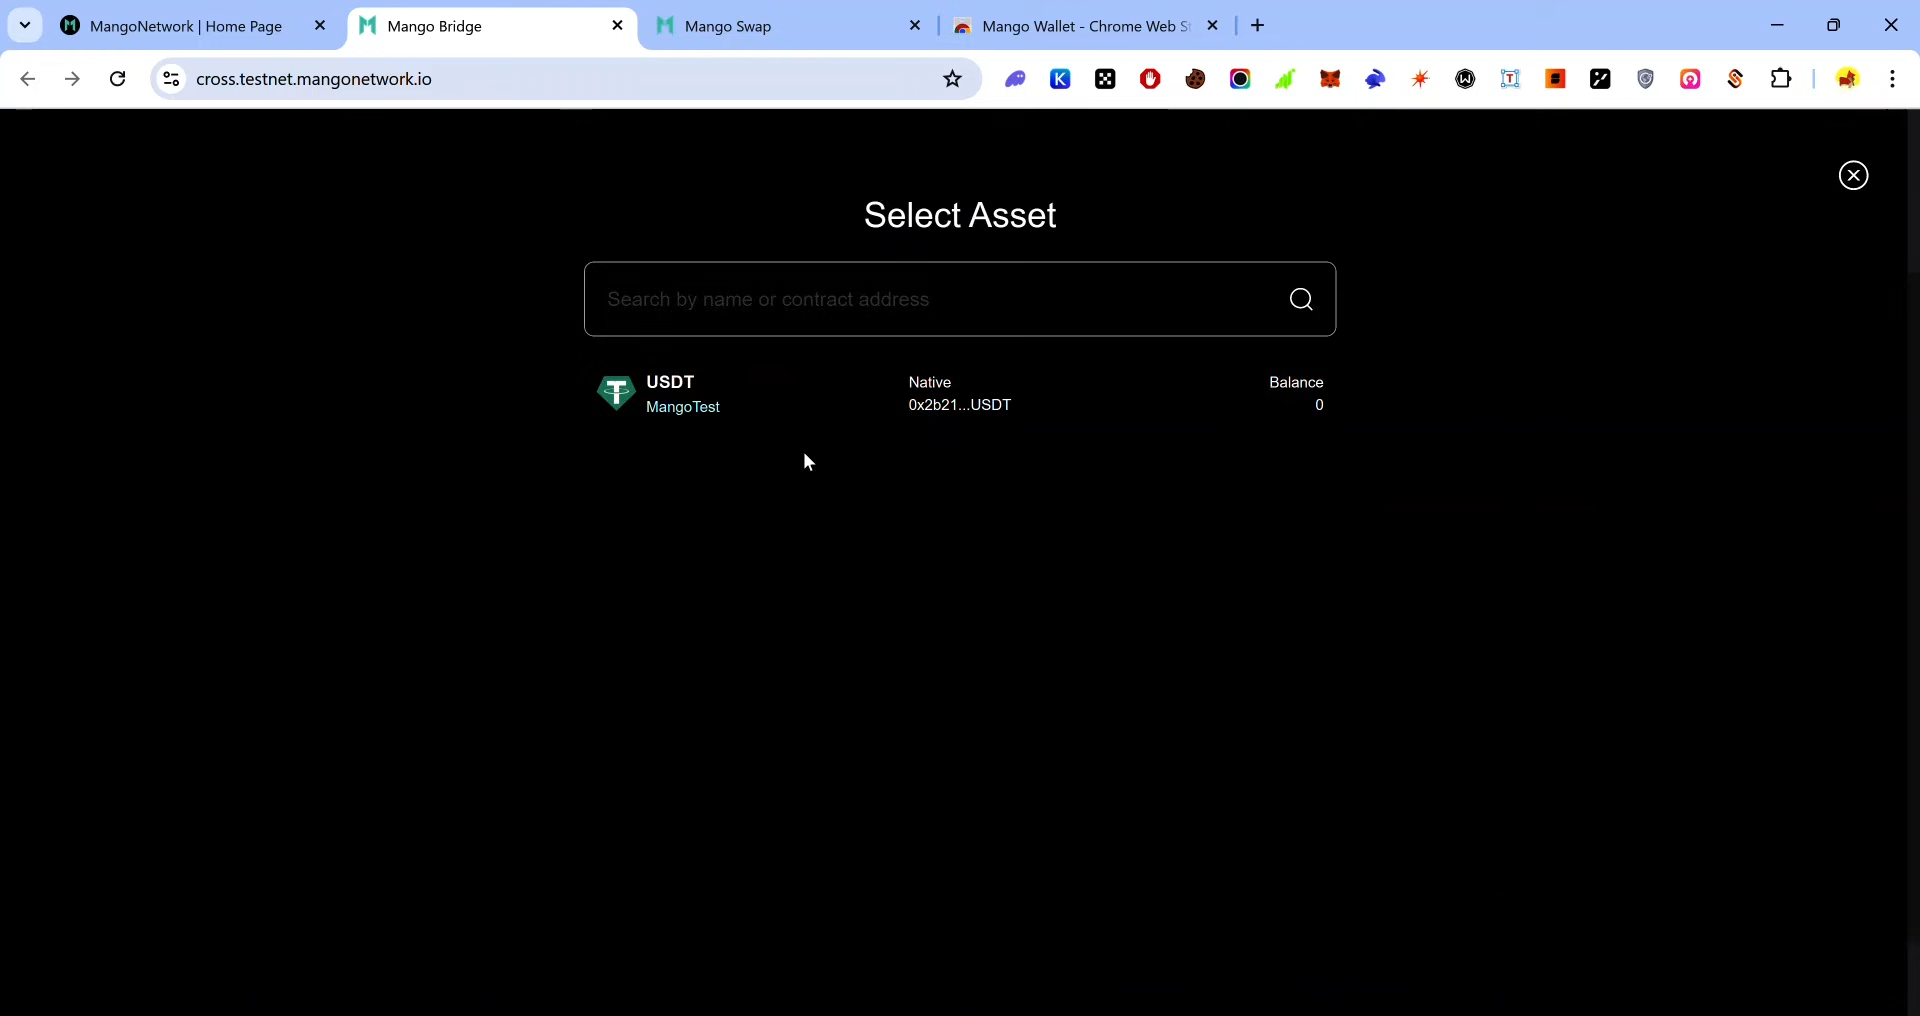 MangoNetwork | Home Page
Mango Bridge
Mango Swap
Mango Wallet - Chrome Web St
cross.testnet.mangonetwork.io
Select Asset
Search by name or contract address
USDT
MangoTest
Native
0x2b21...USDT
Balance
0